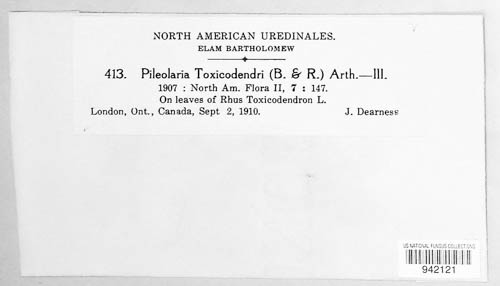 NORTH AMERICAN UREDINALES.
ELAM BARTHOLOMEW
413. Pileolaria Toxicodendri (B. & R.) Arth.—III.
1907 : North Am. Flora II, 7 : 147.
On leaves of Rhus Toxicodendron L.
London, Ont., Canada, Sept 2, 1910. J. Dearness
US NATIONAL FUNGUS COLLECTIONS
942121